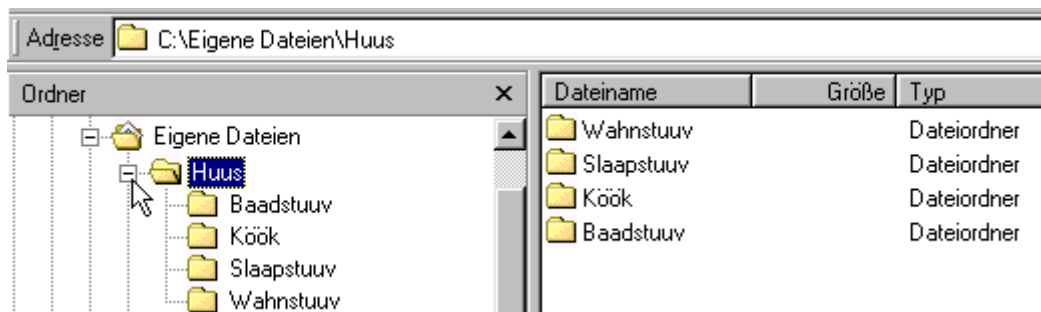 Adresse C:\Eigene Dateien\Huus
Ordner
Eigene Dateien
Huus
Baadstuuv
Köök
Slaapstuuv
Wahnstuuv
Dateiname Größe Typ
Wahnstuuv Dateiordner
Slaapstuuv Dateiordner
Köök Dateiordner
Baadstuuv Dateiordner